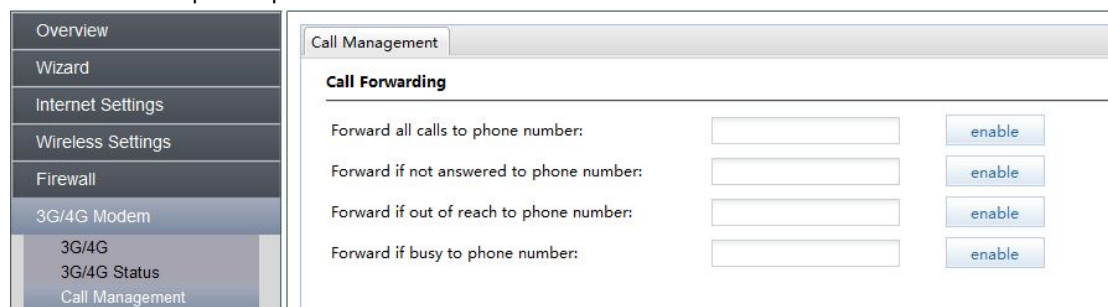 Overview
Wizard
Internet Settings
Wireless Settings
Firewall
3G/4G Modem
3G/4G
3G/4G Status
Call Management
Call Management
Call Forwarding
Forward all calls to phone number: enable
Forward if not answered to phone number: enable
Forward if out of reach to phone number: enable
Forward if busy to phone number: enable